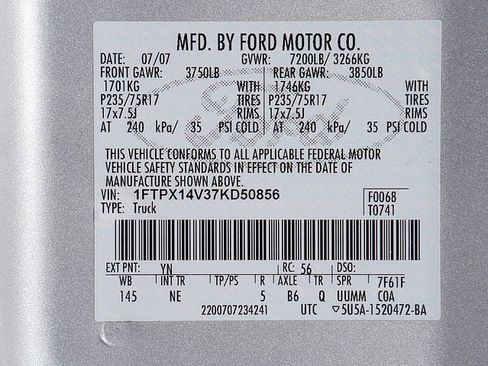 MFD. BY FORD MOTOR CO.
DATE: 07/07 GVWR: 7200LB/ 3266KG
FRONT GAWR: 3750LB REAR GAWR: 3850LB
1701KG WITH 1746KG WITH
P235/75R17 TIRES P235/75R17 TIRES
17x7.5J RIMS 17x7.5J RIMS
AT 240 kPa/ 35 PSI COLD AT 240 kPa/ 35 PSI COLD
Ford
THIS VEHICLE CONFORMS TO ALL APPLICABLE FEDERAL MOTOR
VEHICLE SAFETY STANDARDS IN EFFECT ON THE DATE OF
MANUFACTURE SHOWN ABOVE.
VIN: 1FTPX14V37KD50856 F0068
TYPE: Truck T0741
EXT PNT: YN RC: 56 DSO:
WB INT TR TP/PS R AXLE TR SPR 7F61F
145 NE 5 B6 Q UUMM C0A
2200707234241 UTC ▽5U5A-1520472-BA